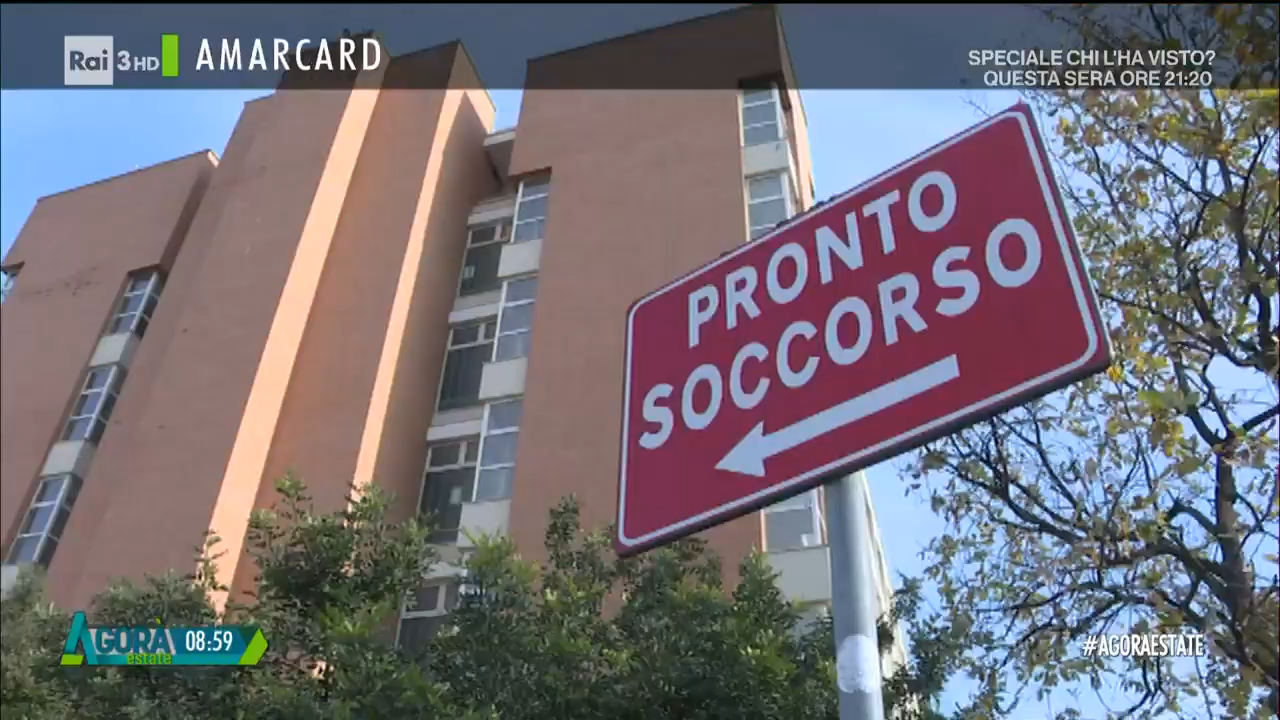 Rai 3HD AMARCARD
SPECIALE CHI L'HA VISTO?
QUESTA SERA ORE 21:20
PRONTO
SOCCORSO
AGORÀ 08:59
estate
#AGORAESTATE